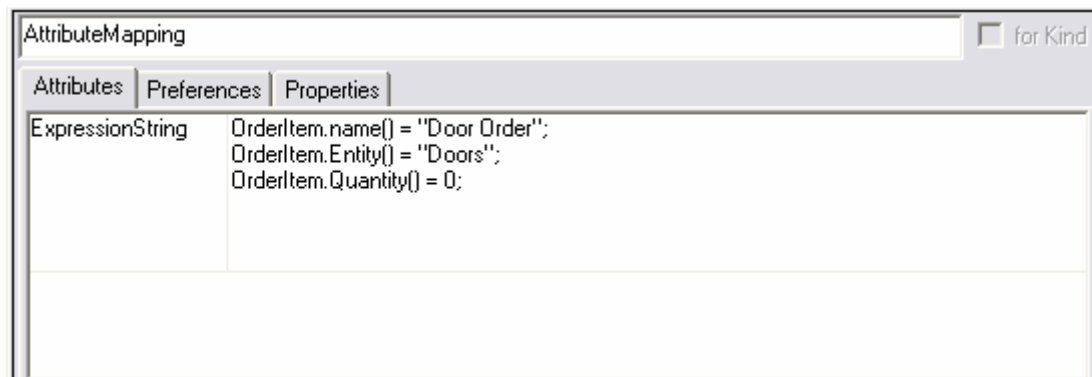 AttributeMapping
for Kind
Attributes Preferences Properties
ExpressionString OrderItem.name() = "Door Order";
OrderItem.Entity() = "Doors";
OrderItem.Quantity() = 0;